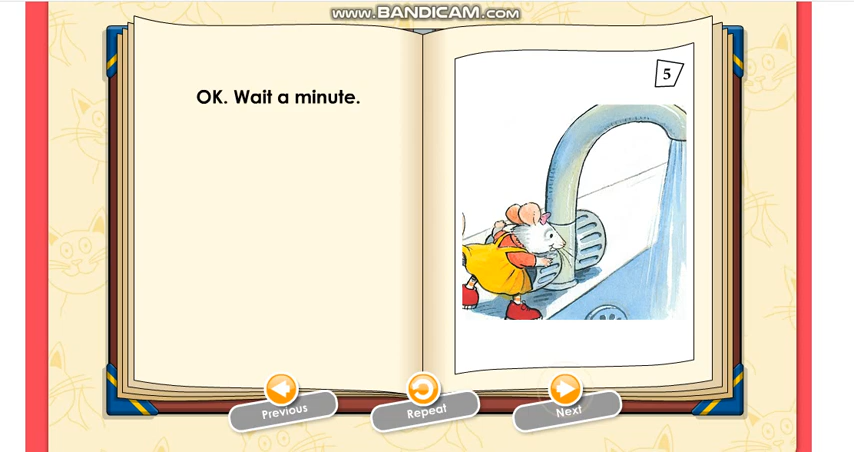 www.BANDICAM.com
OK. Wait a minute.
5
Previous
Repeat
Next